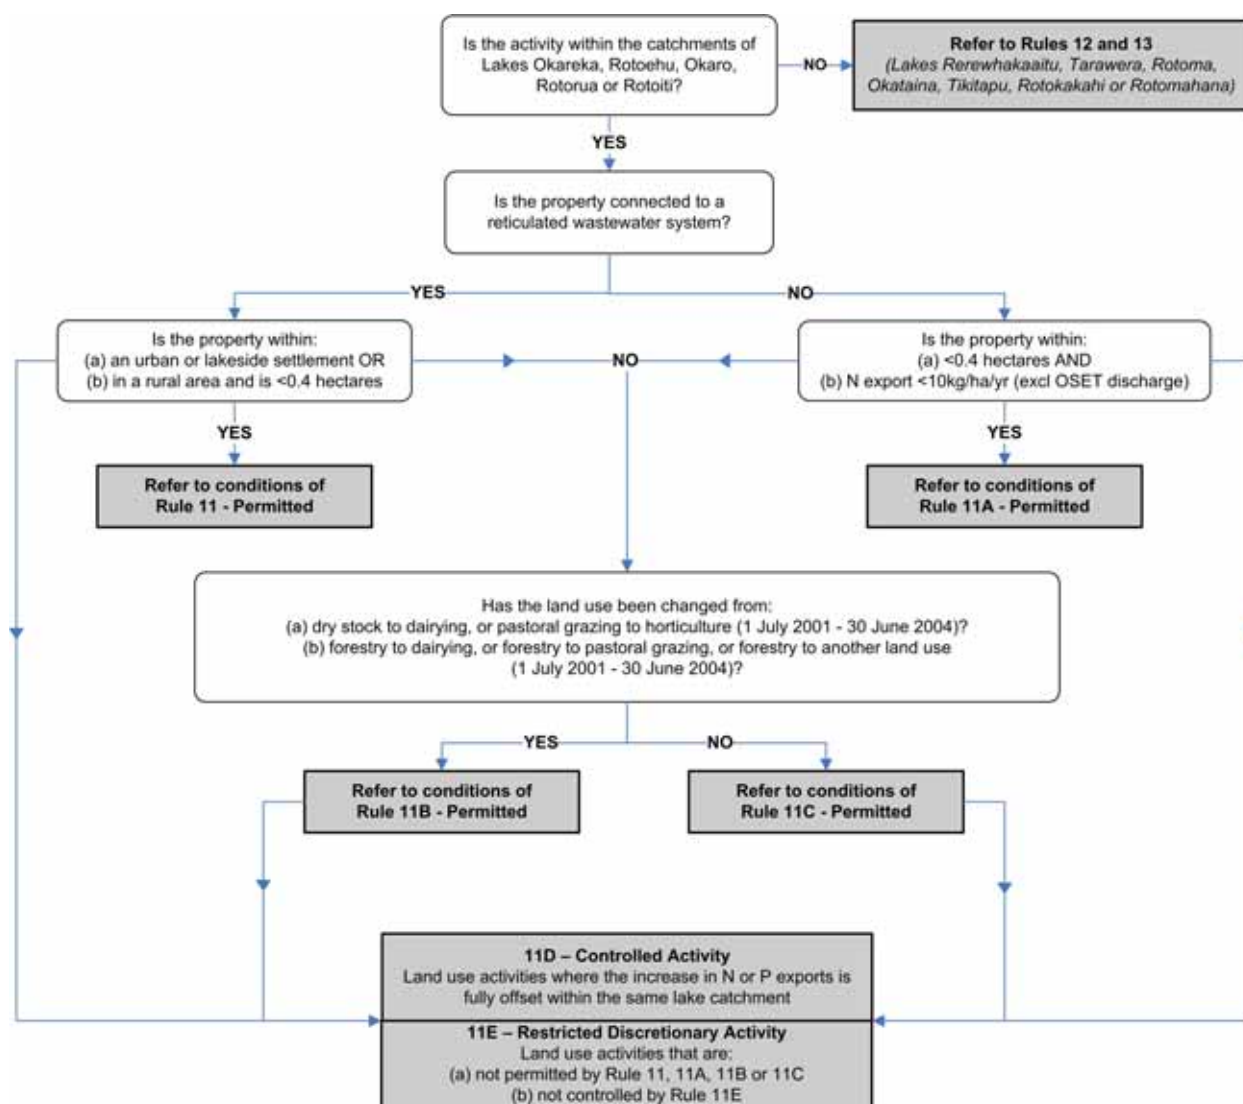 Is the activity within the catchments of
Lakes Okareka, Rotoehu, Okaro,
Rotorua or Rotoiti?
NO
Refer to Rules 12 and 13
(Lakes Rerewhakaaitu, Tarawera, Rotoma,
Okataina, Tikitapu, Rotokakahi or Rotomahana)
YES
Is the property connected to a
reticulated wastewater system?
YES
NO
Is the property within:
(a) an urban or lakeside settlement OR
(b) in a rural area and is <0.4 hectares
NO
Is the property within:
(a) <0.4 hectares AND
(b) N export <10kg/ha/yr (excl OSET discharge)
YES
YES
Refer to conditions of
Rule 11 - Permitted
Refer to conditions of
Rule 11A - Permitted
Has the land use been changed from:
(a) dry stock to dairying, or pastoral grazing to horticulture (1 July 2001 - 30 June 2004)?
(b) forestry to dairying, or forestry to pastoral grazing, or forestry to another land use
(1 July 2001 - 30 June 2004)?
YES
NO
Refer to conditions of
Rule 11B - Permitted
Refer to conditions of
Rule 11C - Permitted
11D – Controlled Activity
Land use activities where the increase in N or P exports is
fully offset within the same lake catchment
11E – Restricted Discretionary Activity
Land use activities that are:
(a) not permitted by Rule 11, 11A, 11B or 11C
(b) not controlled by Rule 11E